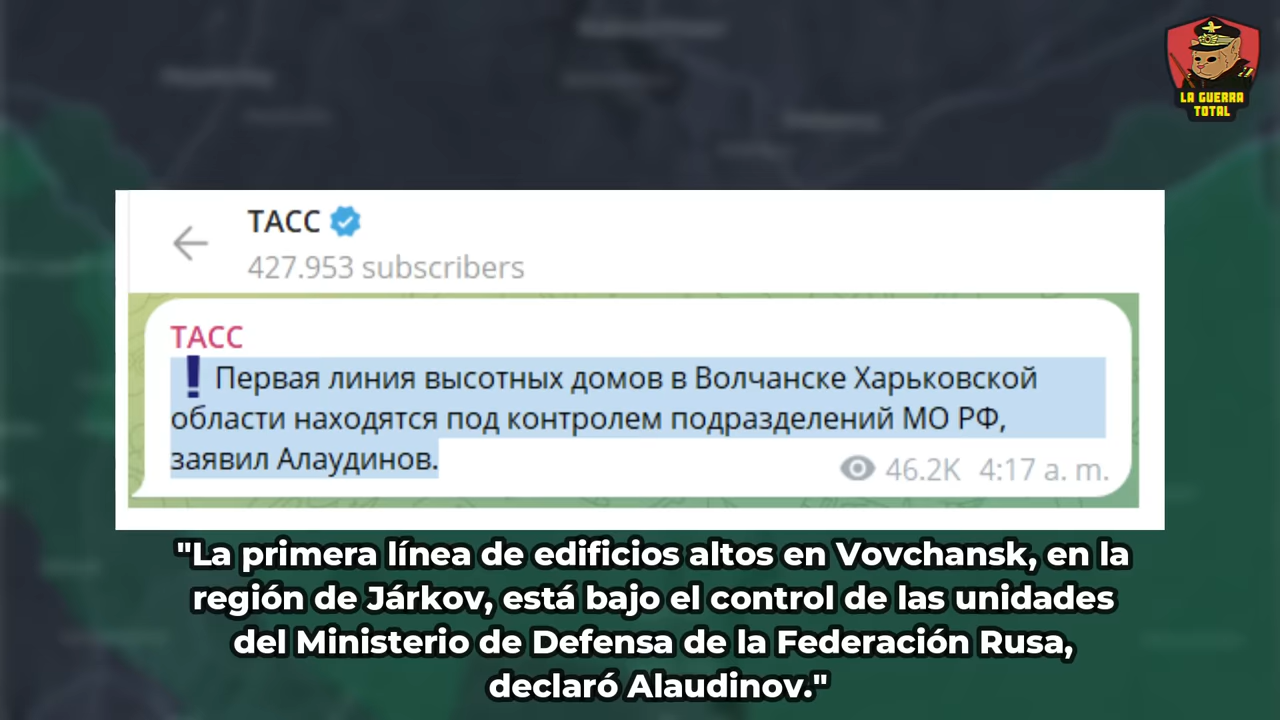 LA GUERRA
TOTAL
ТАСС
427.953 subscribers
ТАСС
❗Первая линия высотных домов в Волчанске Харьковской
области находятся под контролем подразделений МО РФ,
заявил Алаудинов.
46.2K 4:17 a. m.
"La primera línea de edificios altos en Vovchansk, en la
región de Járkov, está bajo el control de las unidades
del Ministerio de Defensa de la Federación Rusa,
declaró Alaudinov."